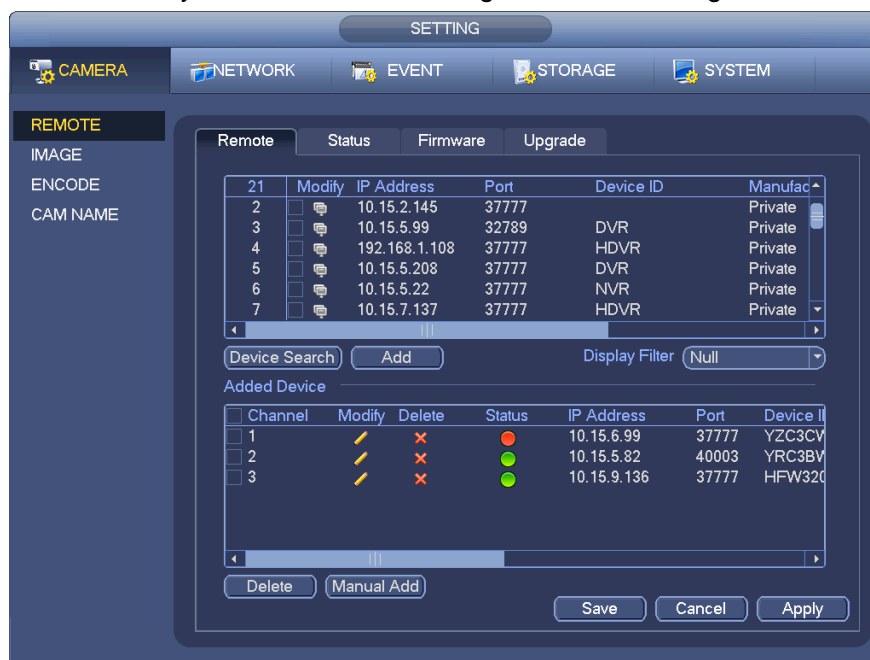 SETTING
CAMERA NETWORK EVENT STORAGE SYSTEM
REMOTE
IMAGE
ENCODE
CAM NAME
Remote Status Firmware Upgrade
21 Modify IP Address Port Device ID Manufac
2 10.15.2.145 37777 Private
3 10.15.5.99 32789 DVR Private
4 192.168.1.108 37777 HDVR Private
5 10.15.5.208 37777 DVR Private
6 10.15.5.22 37777 NVR Private
7 10.15.7.137 37777 HDVR Private
Device Search Add Display Filter Null
Added Device
Channel Modify Delete Status IP Address Port Device
1 10.15.6.99 37777 YZC3CV
2 10.15.5.82 40003 YRC3BV
3 10.15.9.136 37777 HFW320
Delete Manual Add
Save Cancel Apply